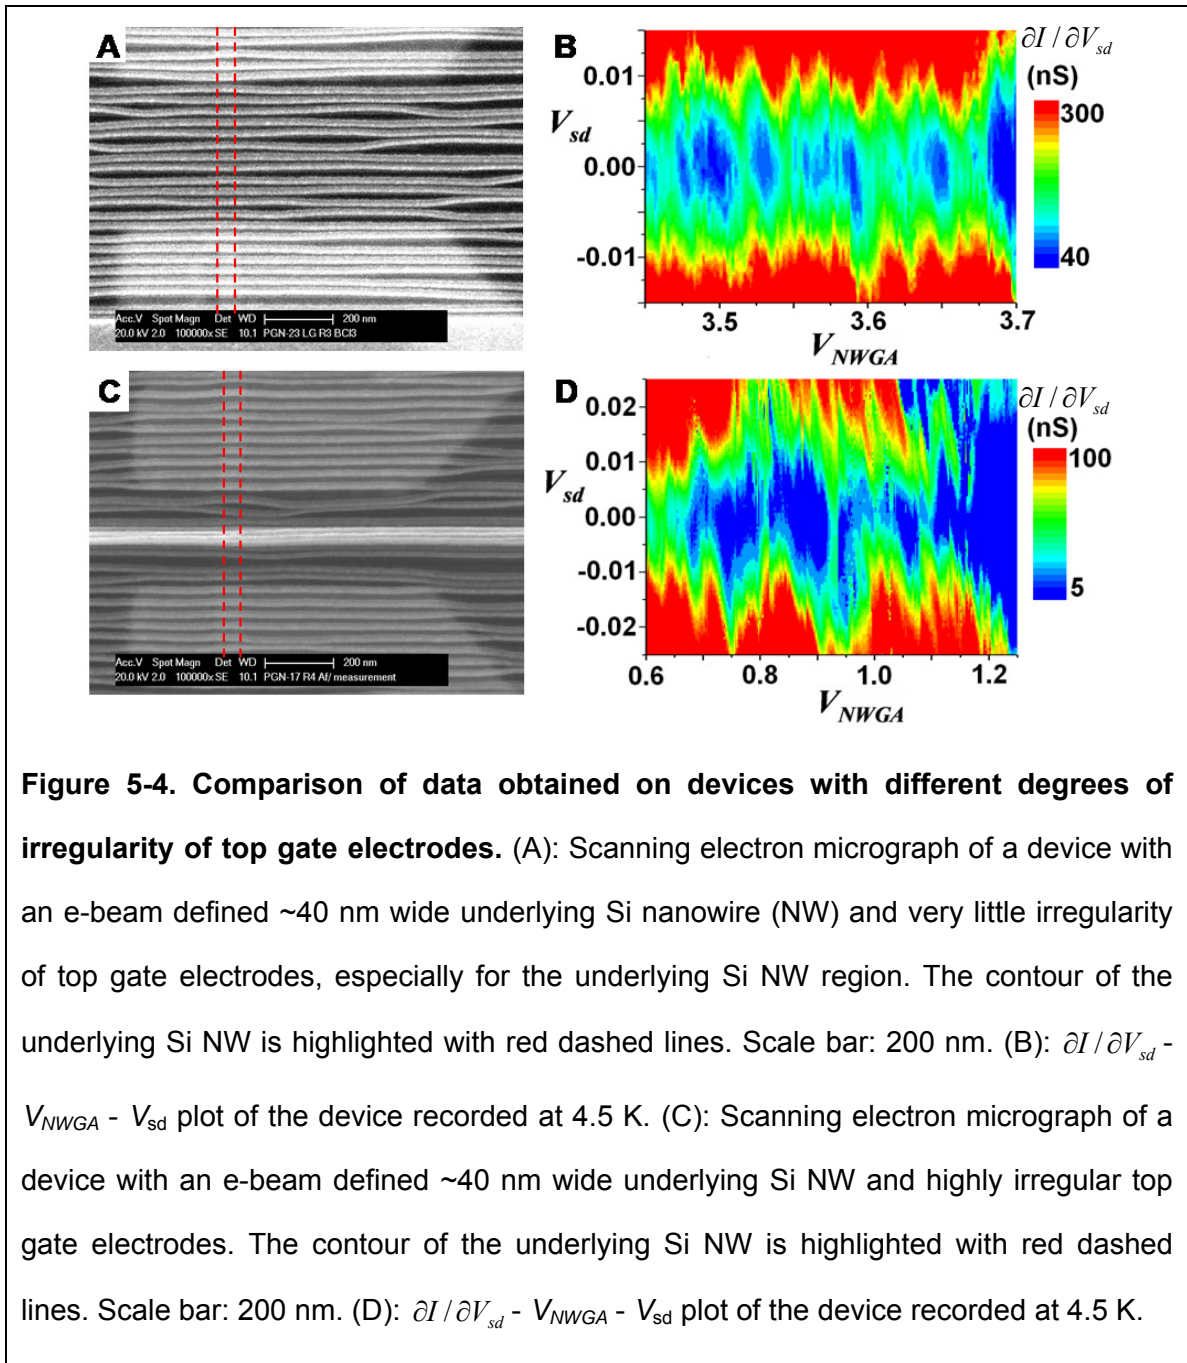 A
Acc.V Spot Magn Det WD 200 nm
20.0 kV 2.0 100000x SE 10.1 PGN-23 LG R3 BCl3
B
∂I / ∂V_sd
(nS)
300
40
V_sd
0.01
0.00
-0.01
3.5 3.6 3.7
V_NWGA
C
Acc.V Spot Magn Det WD 200 nm
20.0 kV 2.0 100000x SE 10.1 PGN-17 R4 Af/ measurement
D
∂I / ∂V_sd
(nS)
100
5
V_sd
0.02
0.01
0.00
-0.01
-0.02
0.6 0.8 1.0 1.2
V_NWGA
Figure 5-4. Comparison of data obtained on devices with different degrees of
irregularity of top gate electrodes. (A): Scanning electron micrograph of a device with
an e-beam defined ~40 nm wide underlying Si nanowire (NW) and very little irregularity
of top gate electrodes, especially for the underlying Si NW region. The contour of the
underlying Si NW is highlighted with red dashed lines. Scale bar: 200 nm. (B): ∂I / ∂V_sd -
V_NWGA - V_sd plot of the device recorded at 4.5 K. (C): Scanning electron micrograph of a
device with an e-beam defined ~40 nm wide underlying Si NW and highly irregular top
gate electrodes. The contour of the underlying Si NW is highlighted with red dashed
lines. Scale bar: 200 nm. (D): ∂I / ∂V_sd - V_NWGA - V_sd plot of the device recorded at 4.5 K.